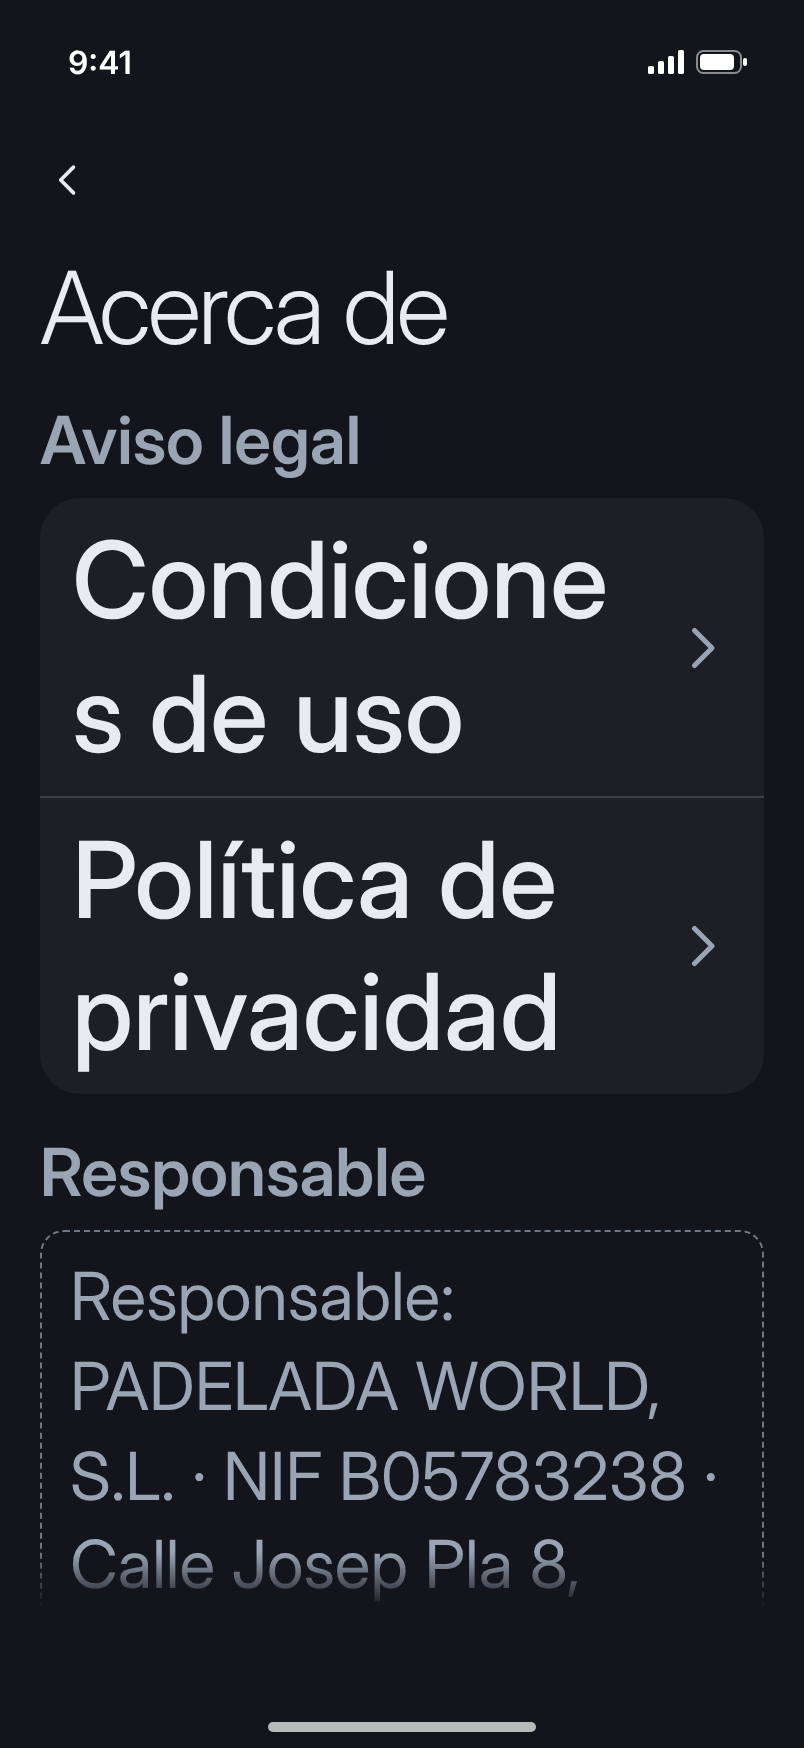 9:41
Acerca de
Aviso legal
Condicione
s de uso
Política de
privacidad
Responsable
Responsable:
PADELADA WORLD,
S.L. · NIF B05783238 ·
Calle Josep Pla 8,